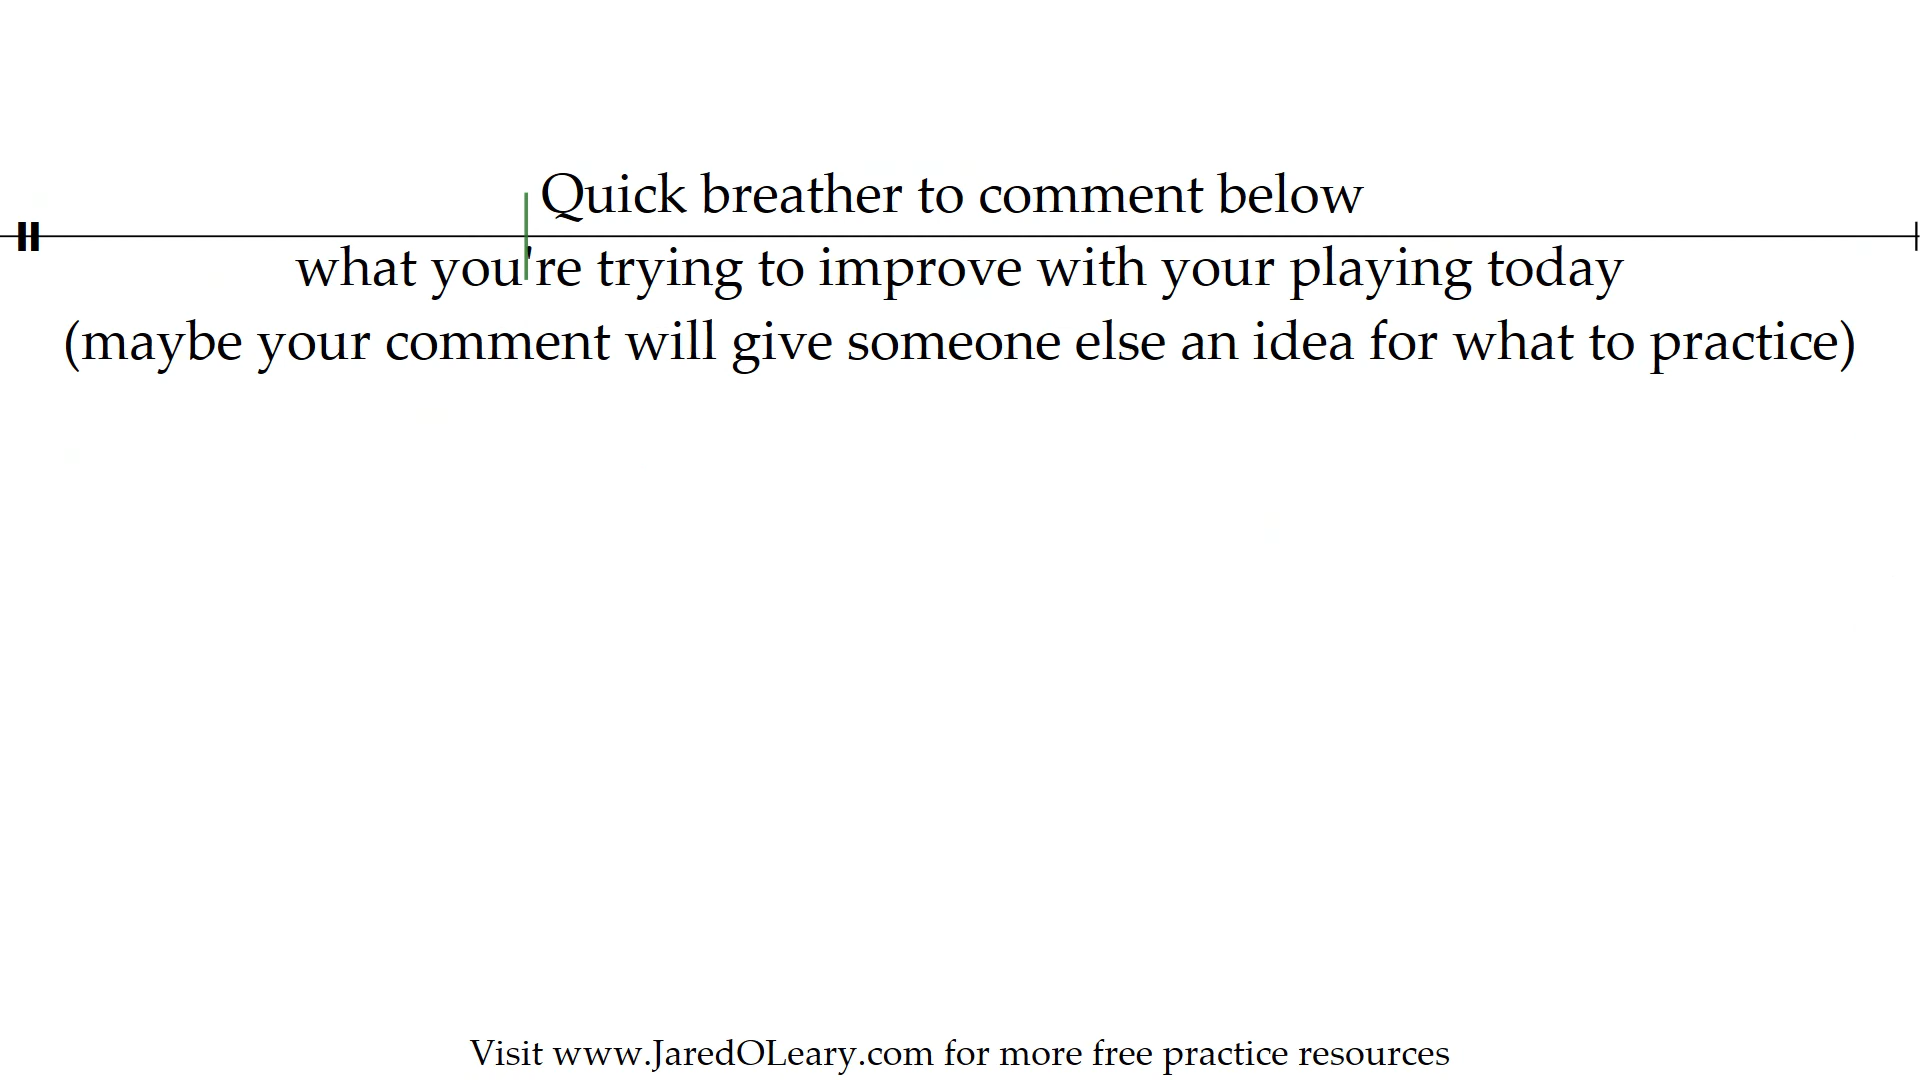 Quick breather to comment below
what you're trying to improve with your playing today
(maybe your comment will give someone else an idea for what to practice)
Visit www.JaredOLeary.com for more free practice resources